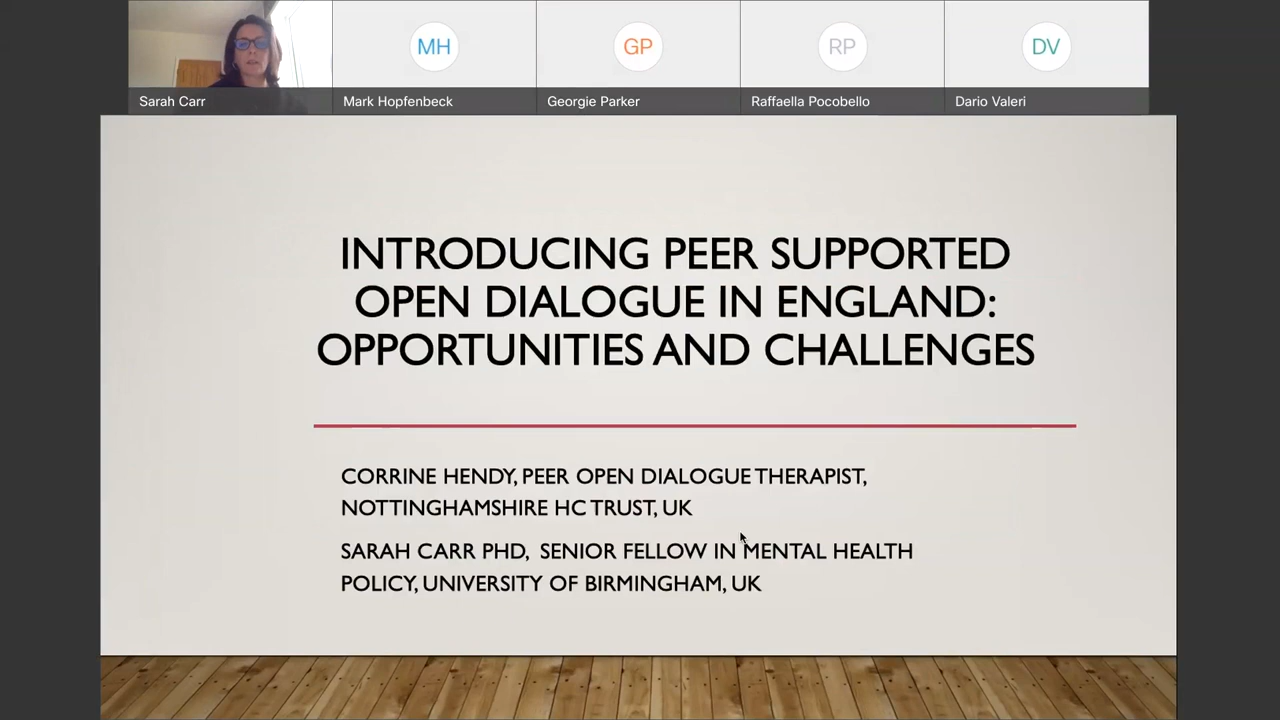 MH
GP
RP
DV
Sarah Carr
Mark Hopfenbeck
Georgie Parker
Raffaella Pocobello
Dario Valeri
INTRODUCING PEER SUPPORTED
OPEN DIALOGUE IN ENGLAND:
OPPORTUNITIES AND CHALLENGES
CORRINE HENDY, PEER OPEN DIALOGUE THERAPIST,
NOTTINGHAMSHIRE HC TRUST, UK
SARAH CARR PHD, SENIOR FELLOW IN MENTAL HEALTH
POLICY, UNIVERSITY OF BIRMINGHAM, UK